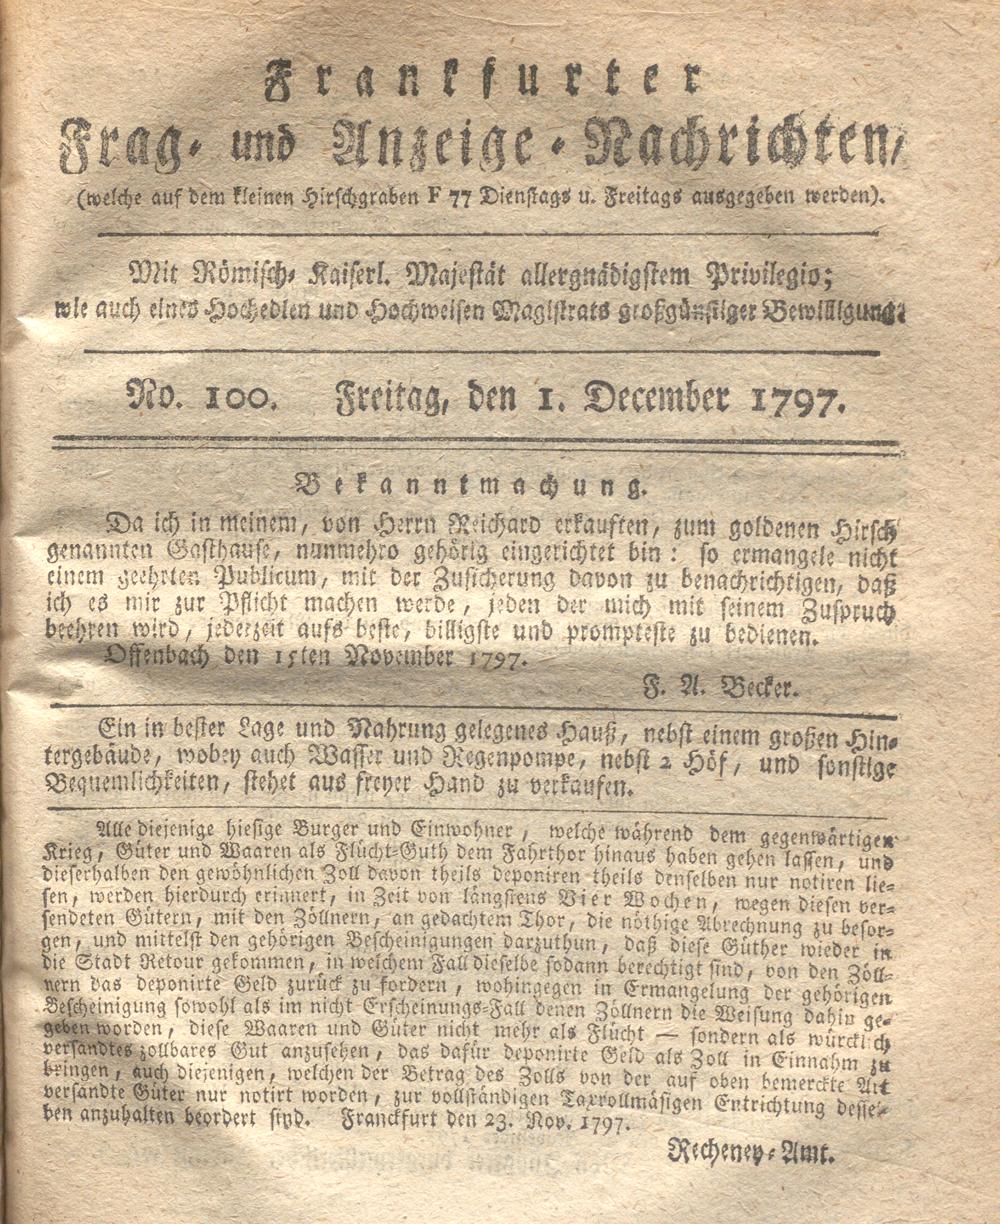 Frankfurter
Frag- und Anzeige-Nachrichten,
(welche auf dem kleinen Hirschgraben F 77 Dienstags u. Freitags ausgegeben werden).
Mit Römisch- Kaiserl. Majestät allergnädigstem Privilegio;
wie auch eines Hochedlen und Hochweisen Magistrats großgünstiger Bewilligung.
No. 100. Freitag, den 1. December 1797.
Bekanntmachung.
Da ich in meinem, von Herrn Reichard erkauften, zum goldenen Hirsch
genannten Gasthause, nunmehro gehörig eingerichtet bin: so ermangele nicht
einem geehrten Publicum, mit der Zusicherung davon zu benachrichtigen, daß
ich es mir zur Pflicht machen werde, jeden der mich mit seinem Zuspruch
beehren wird, jederzeit aufs beste, billigste und prompteste zu bedienen.
Offenbach den 15ten November 1797.
F. A. Becker.
Ein in bester Lage und Nahrung gelegenes Hauß, nebst einem großen Hin-
tergebäude, wobey auch Wasser und Regenpompe, nebst 2 Höf, und sonstige
Bequemlichkeiten, stehet aus freyer Hand zu verkaufen.
Alle diejenige hiesige Burger und Einwohner, welche während dem gegenwärtigen
Krieg, Güter und Waaren als Flücht-Guth dem Fahrthor hinaus haben gehen lassen, und
dieserhalben den gewöhnlichen Zoll davon theils deponiren theils denselben nur notiren lie-
sen, werden hierdurch erinnert, in Zeit von längstens Vier Wochen, wegen diesen ver-
sendeten Gütern, mit den Zöllnern, an gedachtem Thor, die nöthige Abrechnung zu besor-
gen, und mittelst den gehörigen Bescheinigungen darzuthun, daß diese Güther wieder in
die Stadt Retour gekommen, in welchem Fall dieselbe sodann berechtigt sind, von den Zöll-
nern das deponirte Geld zurück zu fordern, wohingegen in Ermangelung der gehörigen
Bescheinigung sowohl als im nicht Erscheinungs-Fall denen Zöllnern die Weisung dahin ge-
geben worden, diese Waaren und Güter nicht mehr als Flücht — sondern als würcklich
versandtes zollbares Gut anzusehen, das dafür deponirte Geld als Zoll in Einnahm zu
bringen, auch diejenigen, welchen der Betrag des Zolls von der auf oben bemerckte Art
versandte Güter nur notirt worden, zur vollständigen Taxrollmäsigen Entrichtung dessel-
ben anzuhalten beordert sind. Franckfurt den 23. Nov. 1797.
Recheney-Amt.